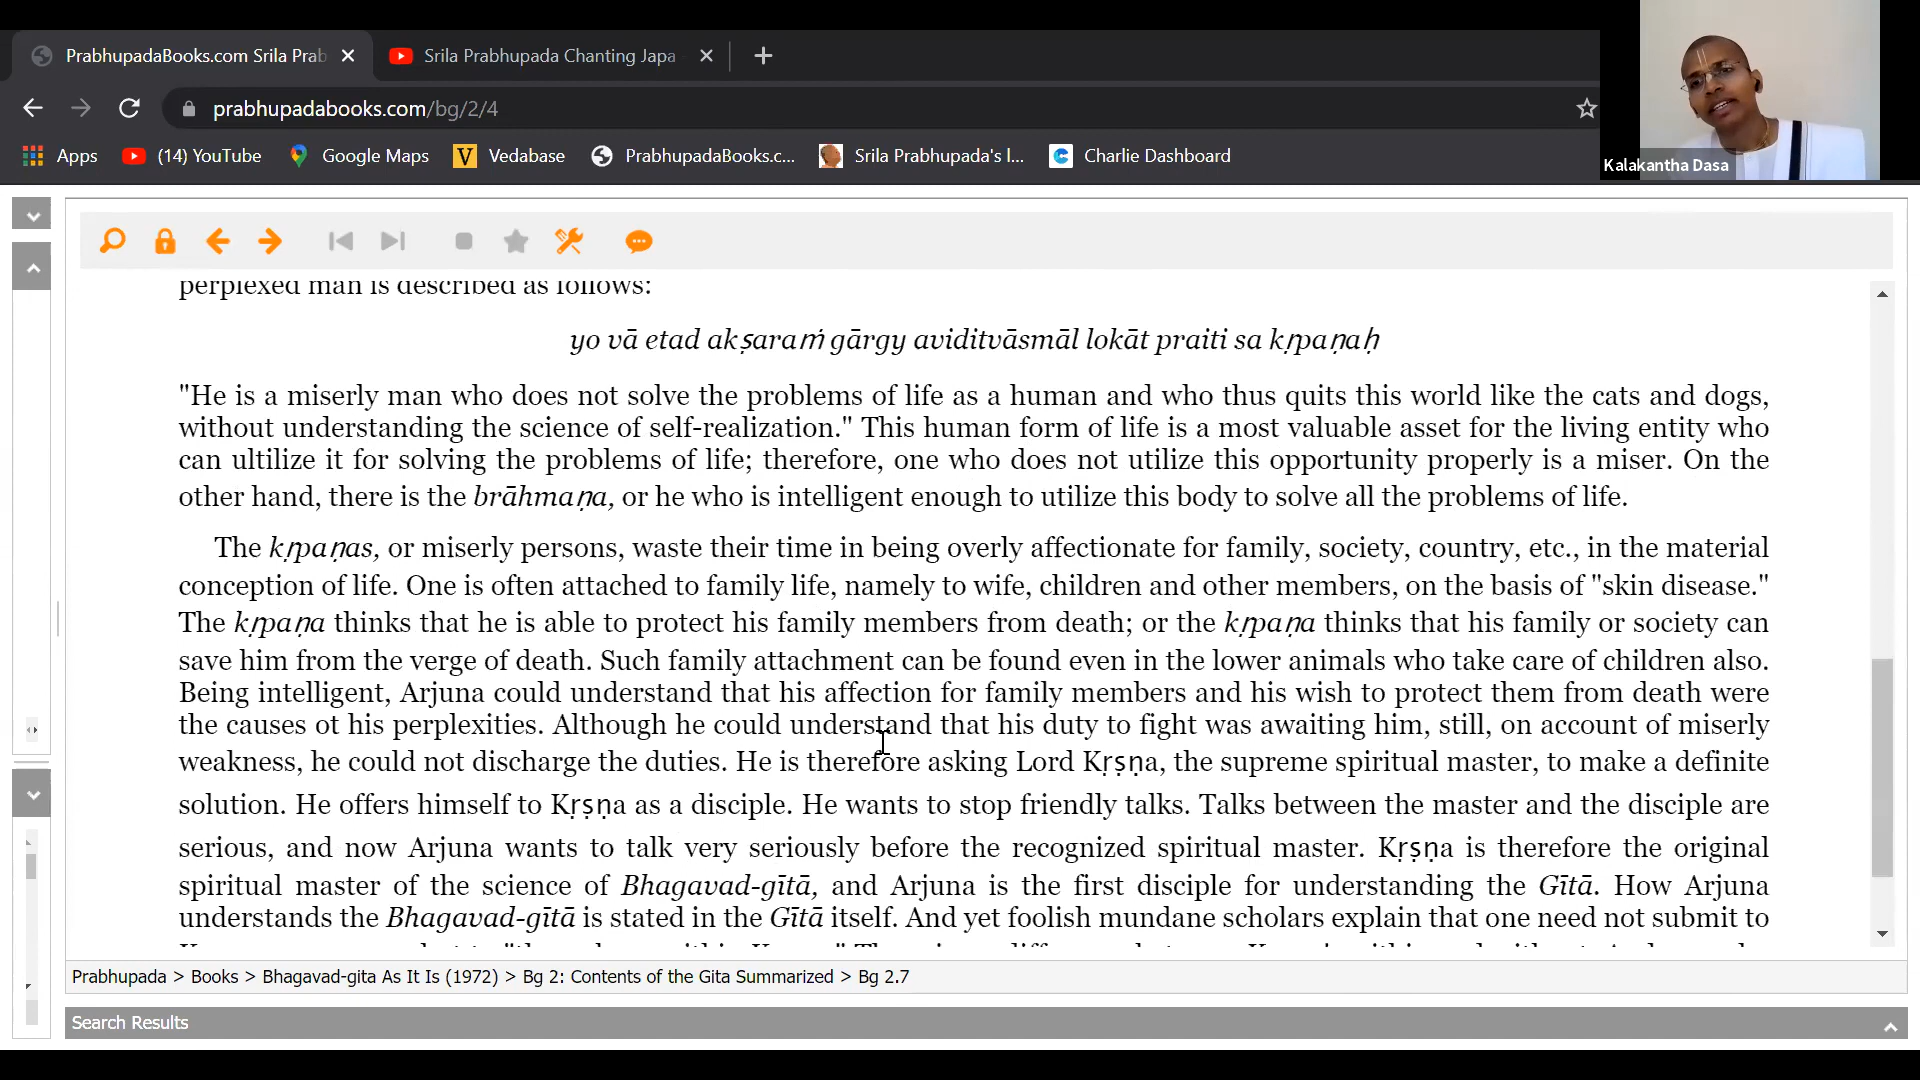 PrabhupadaBooks.com Srila Prab
Srila Prabhupada Chanting Japa
prabhupadabooks.com/bg/2/4
Apps
(14) YouTube
Google Maps
Vedabase
PrabhupadaBooks.c...
Srila Prabhupada's l...
Charlie Dashboard
Kalakantha Dasa
perplexed man is described as follows:
yo vā etad akṣaraṁ gārgy aviditvāsmāl lokāt praiti sa kṛpaṇaḥ
"He is a miserly man who does not solve the problems of life as a human and who thus quits this world like the cats and dogs,
without understanding the science of self-realization." This human form of life is a most valuable asset for the living entity who
can ultilize it for solving the problems of life; therefore, one who does not utilize this opportunity properly is a miser. On the
other hand, there is the brāhmaṇa, or he who is intelligent enough to utilize this body to solve all the problems of life.
The kṛpaṇas, or miserly persons, waste their time in being overly affectionate for family, society, country, etc., in the material
conception of life. One is often attached to family life, namely to wife, children and other members, on the basis of "skin disease."
The kṛpaṇa thinks that he is able to protect his family members from death; or the kṛpaṇa thinks that his family or society can
save him from the verge of death. Such family attachment can be found even in the lower animals who take care of children also.
Being intelligent, Arjuna could understand that his affection for family members and his wish to protect them from death were
the causes ot his perplexities. Although he could understand that his duty to fight was awaiting him, still, on account of miserly
weakness, he could not discharge the duties. He is therefore asking Lord Kṛṣṇa, the supreme spiritual master, to make a definite
solution. He offers himself to Kṛṣṇa as a disciple. He wants to stop friendly talks. Talks between the master and the disciple are
serious, and now Arjuna wants to talk very seriously before the recognized spiritual master. Kṛṣṇa is therefore the original
spiritual master of the science of Bhagavad-gītā, and Arjuna is the first disciple for understanding the Gītā. How Arjuna
understands the Bhagavad-gītā is stated in the Gītā itself. And yet foolish mundane scholars explain that one need not submit to
Prabhupada > Books > Bhagavad-gita As It Is (1972) > Bg 2: Contents of the Gita Summarized > Bg 2.7
Search Results